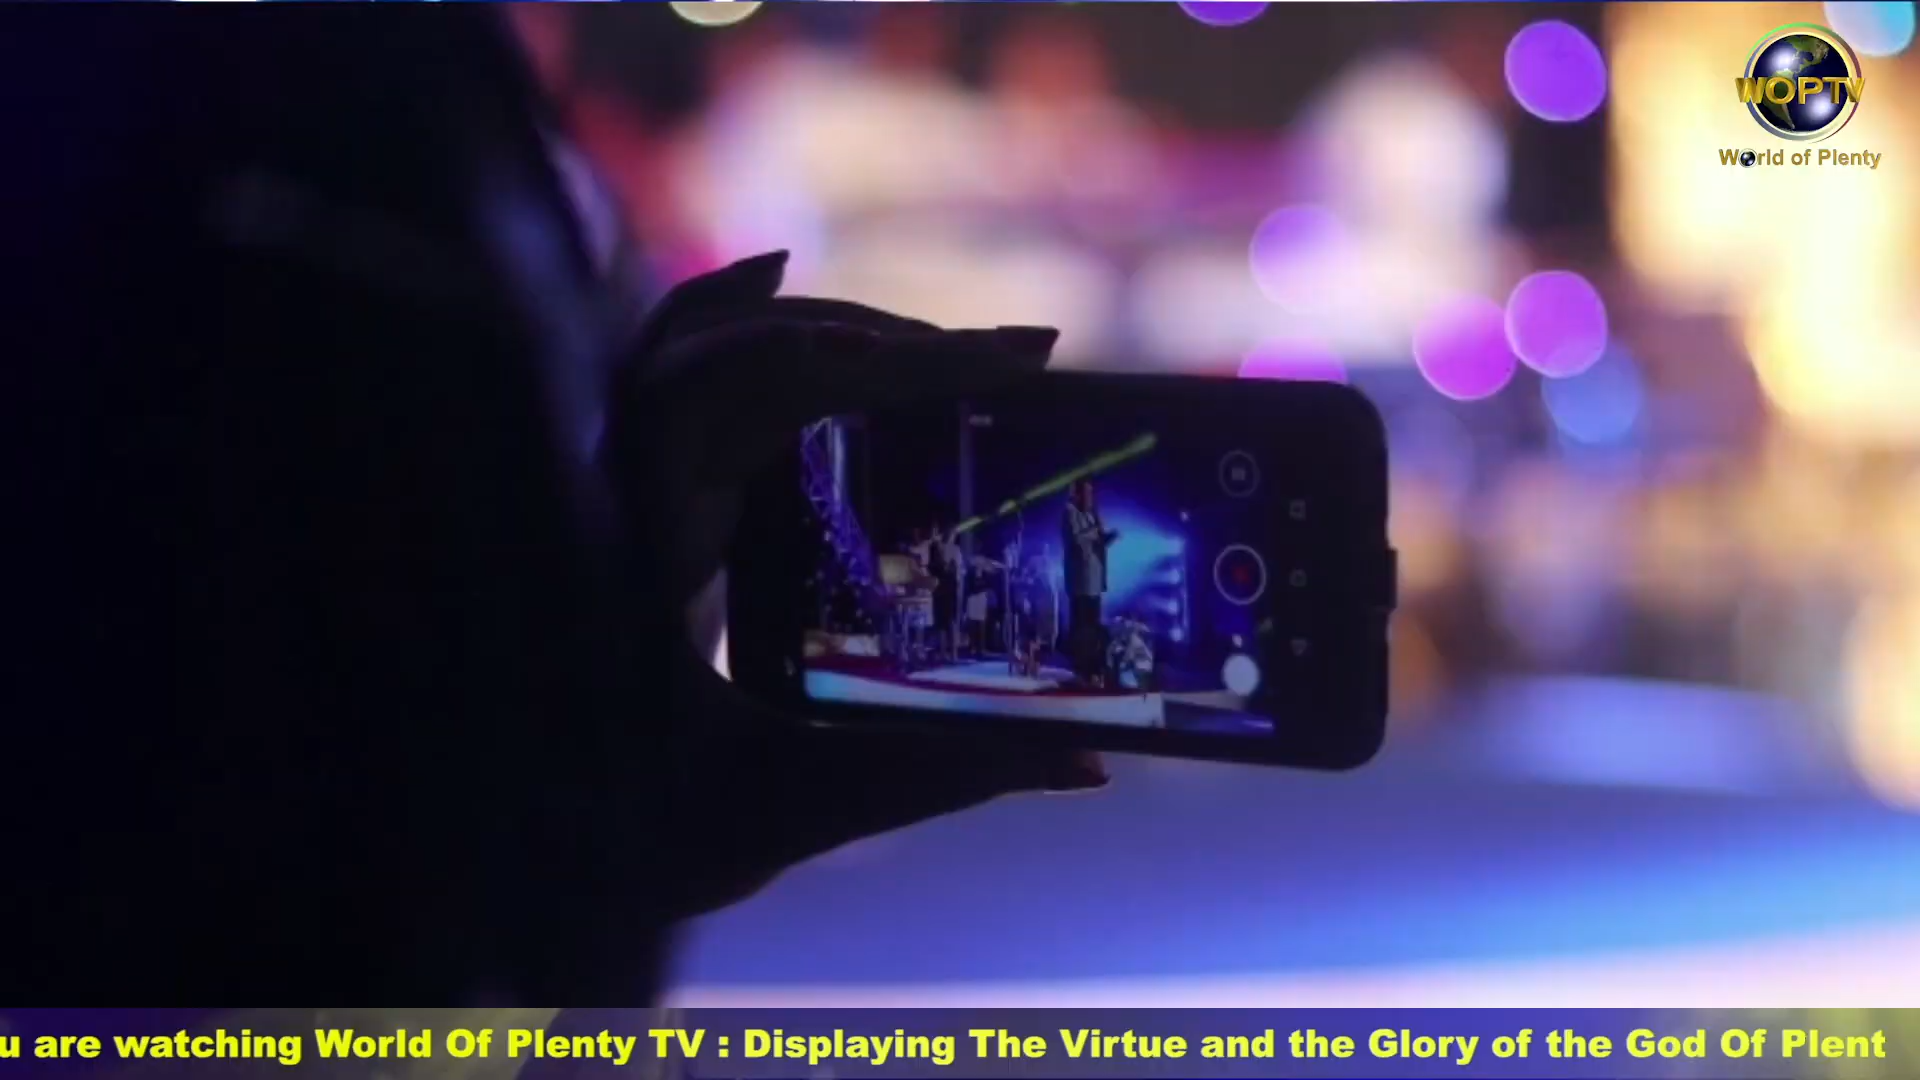 WOPTV
World of Plenty
u are watching World Of Plenty TV : Displaying The Virtue and the Glory of the God Of Plent